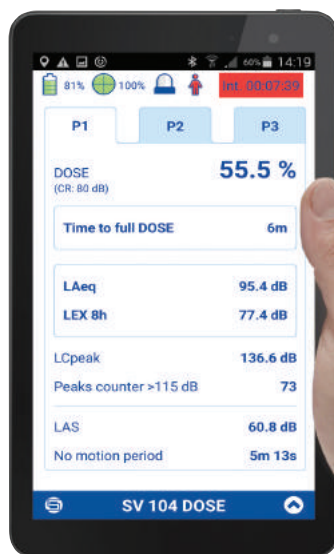 60% 14:19
81% 100% Int. 00:07:39
P1 P2 P3
DOSE 55.5 %
(CR: 80 dB)
Time to full DOSE 6m
LAeq 95.4 dB
LEX 8h 77.4 dB
LCpeak 136.6 dB
Peaks counter >115 dB 73
LAS 60.8 dB
No motion period 5m 13s
SV 104 DOSE